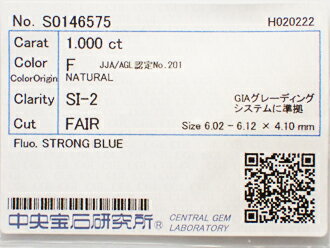 No. S0146575 H020222
Carat 1.000 ct
Color F JJA/AGL認定No.201
ColorOrigin NATURAL
Clarity SI-2 GIAグレーディング
システムに準拠
Cut FAIR Size 6.02 - 6.12 × 4.10 mm
Fluo. STRONG BLUE
中央宝石研究所® CENTRAL GEM
LABORATORY